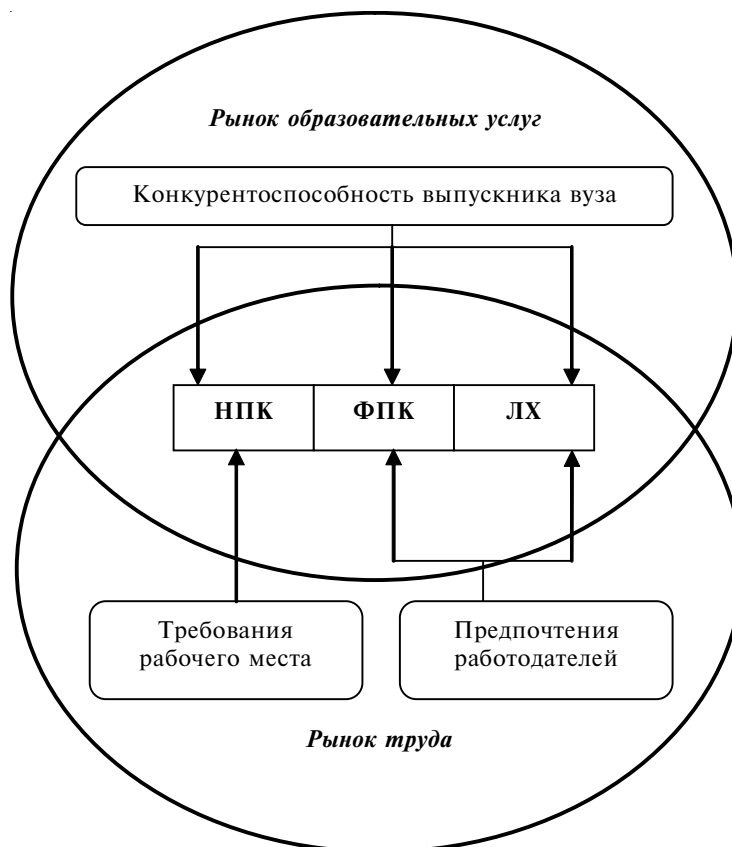 Рынок образовательных услуг
Конкурентоспособность выпускника вуза
НПК ФПК ЛХ
Требования
рабочего места
Предпочтения
работодателей
Рынок труда